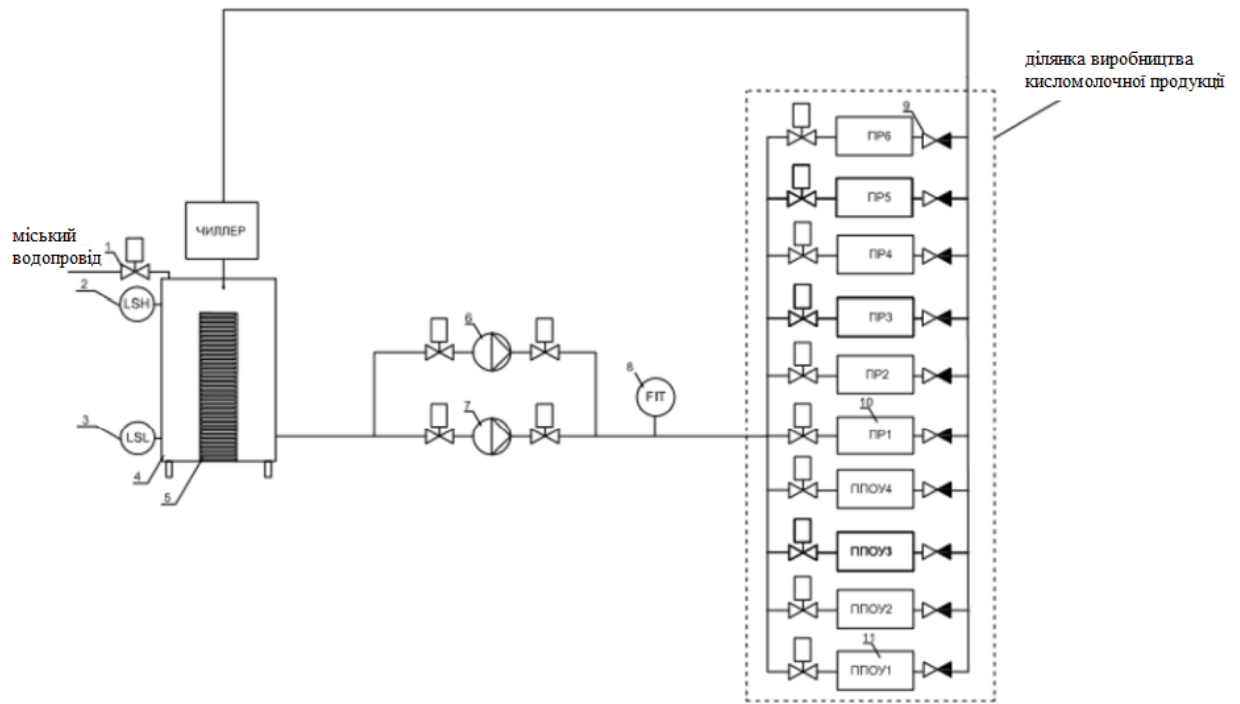 ділянка виробництва
кисломолочної продукції
9
ПР6
ПР5
ЧИЛЛЕР
міський
водопровід
1
ПР4
2
LSH
6
ПР3
8
FIT
ПР2
7
10
ПР1
3
LSL
4
5
ППОУ4
ППОУ3
ППОУ2
11
ППОУ1